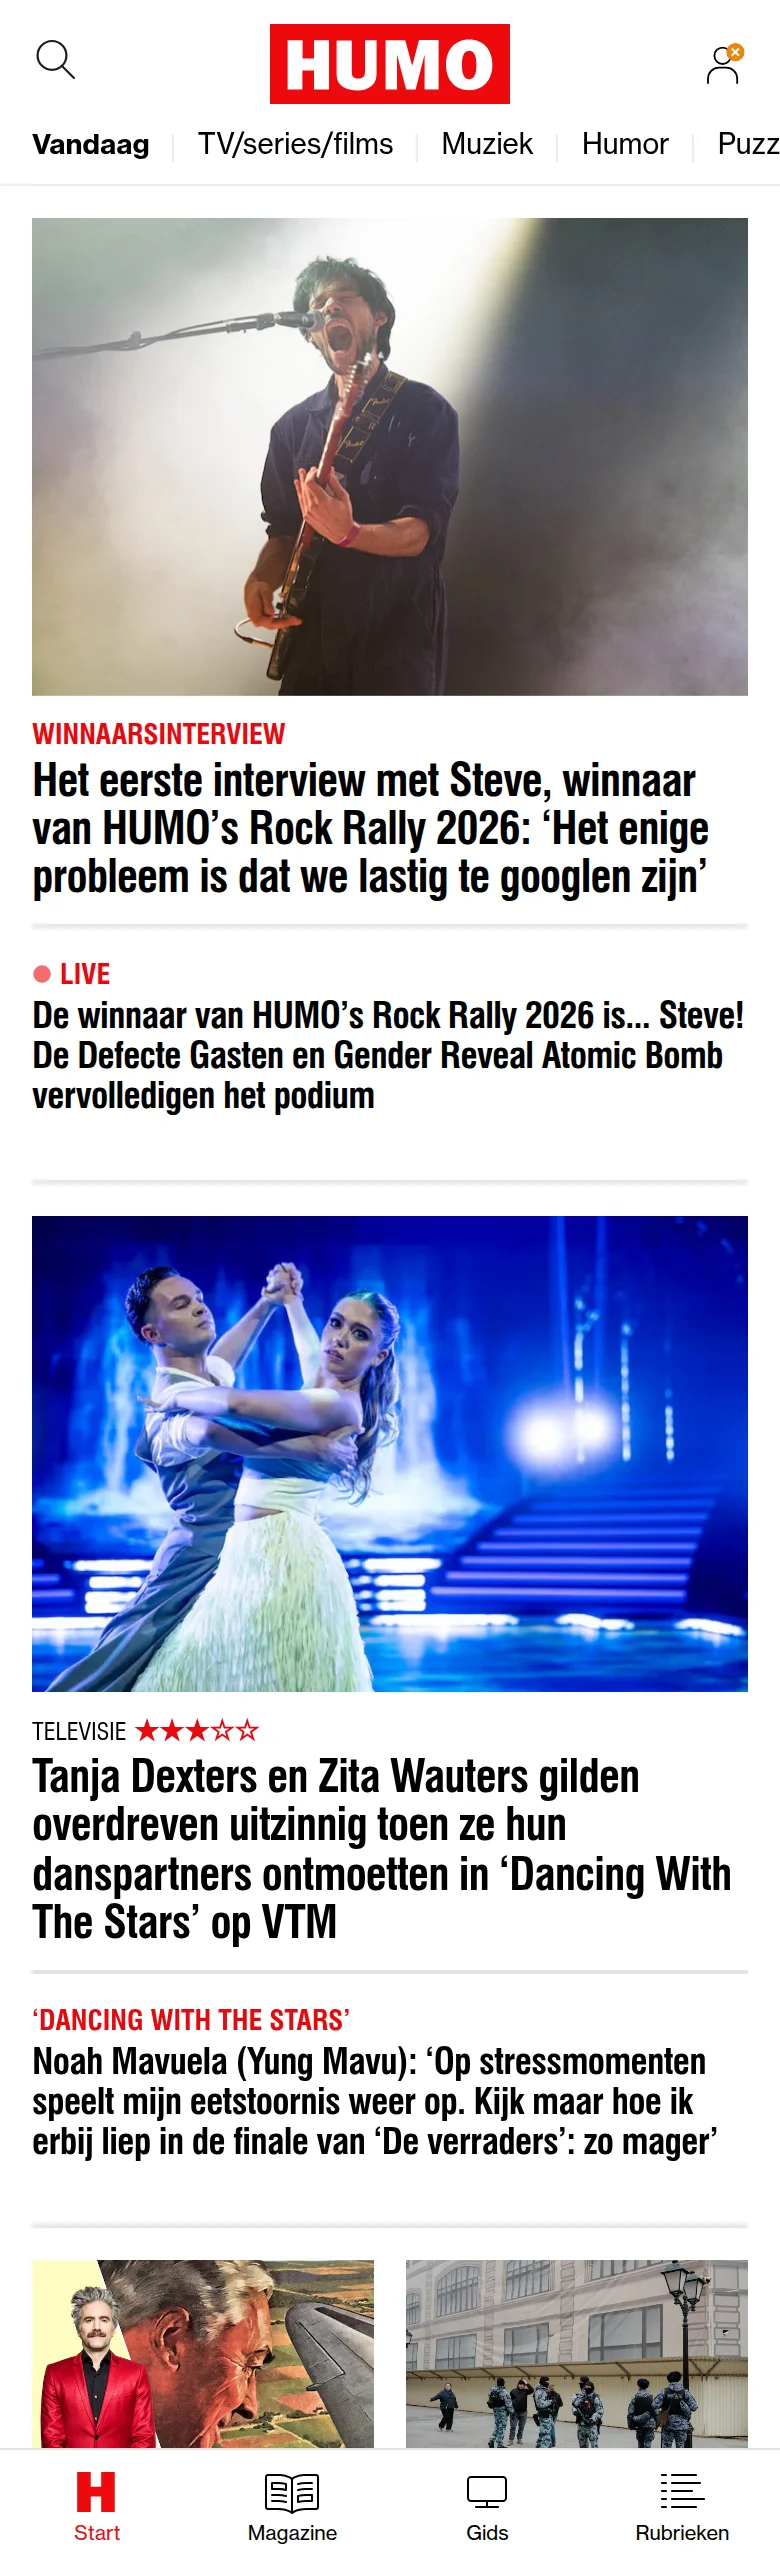 HUMO
Vandaag
TV/series/films
Muziek
Humor
Puzz
WINNAARSINTERVIEW
Het eerste interview met Steve, winnaar
van HUMO’s Rock Rally 2026: ‘Het enige
probleem is dat we lastig te googlen zijn’
LIVE
De winnaar van HUMO’s Rock Rally 2026 is... Steve!
De Defecte Gasten en Gender Reveal Atomic Bomb
vervolledigen het podium
TELEVISIE ★★★☆☆
Tanja Dexters en Zita Wauters gilden
overdreven uitzinnig toen ze hun
danspartners ontmoetten in ‘Dancing With
The Stars’ op VTM
‘DANCING WITH THE STARS’
Noah Mavuela (Yung Mavu): ‘Op stressmomenten
speelt mijn eetstoornis weer op. Kijk maar hoe ik
erbij liep in de finale van ‘De verraders’: zo mager’
H
Start
Magazine
Gids
Rubrieken